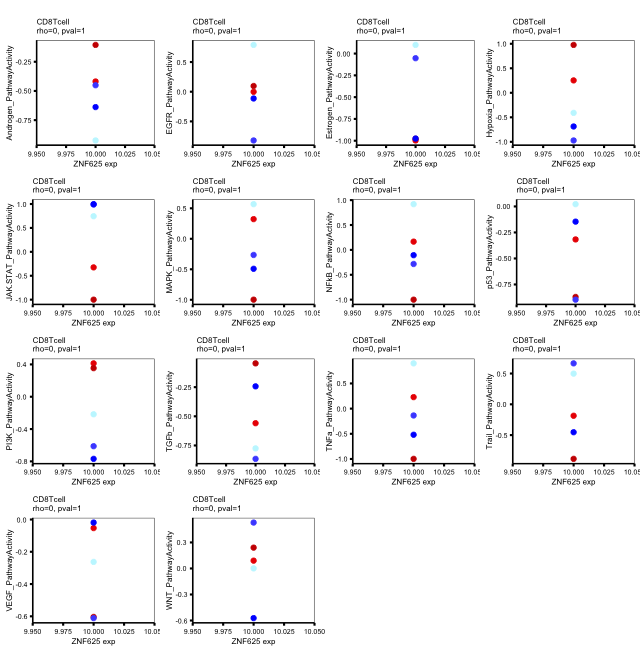 CD8Tcell
rho=0, pval=1
Androgen_PathwayActivity
-0.25
-0.50
-0.75
9.950 9.975 10.000 10.025 10.05
ZNF625 exp
CD8Tcell
rho=0, pval=1
EGFR_PathwayActivity
0.5
0.0
-0.5
9.950 9.975 10.000 10.025 10.05
ZNF625 exp
CD8Tcell
rho=0, pval=1
Estrogen_PathwayActivity
0.00
-0.25
-0.50
-0.75
-1.00
9.950 9.975 10.000 10.025 10.05
ZNF625 exp
CD8Tcell
rho=0, pval=1
Hypoxia_PathwayActivity
1.0
0.5
0.0
-0.5
-1.0
9.950 9.975 10.000 10.025 10.05
ZNF625 exp
CD8Tcell
rho=0, pval=1
JAK.STAT_PathwayActivity
1.0
0.5
0.0
-0.5
-1.0
9.950 9.975 10.000 10.025 10.05
ZNF625 exp
CD8Tcell
rho=0, pval=1
MAPK_PathwayActivity
0.5
0.0
-0.5
-1.0
9.950 9.975 10.000 10.025 10.05
ZNF625 exp
CD8Tcell
rho=0, pval=1
NFkB_PathwayActivity
1.0
0.5
0.0
-0.5
-1.0
9.950 9.975 10.000 10.025 10.05
ZNF625 exp
CD8Tcell
rho=0, pval=1
p53_PathwayActivity
0.00
-0.25
-0.50
-0.75
9.950 9.975 10.000 10.025 10.05
ZNF625 exp
CD8Tcell
rho=0, pval=1
PI3K_PathwayActivity
0.4
0.0
-0.4
-0.8
9.950 9.975 10.000 10.025 10.05
ZNF625 exp
CD8Tcell
rho=0, pval=1
TGFb_PathwayActivity
-0.25
-0.50
-0.75
9.950 9.975 10.000 10.025 10.05
ZNF625 exp
CD8Tcell
rho=0, pval=1
TNFa_PathwayActivity
0.5
0.0
-0.5
-1.0
9.950 9.975 10.000 10.025 10.05
ZNF625 exp
CD8Tcell
rho=0, pval=1
Trail_PathwayActivity
0.5
0.0
-0.5
9.950 9.975 10.000 10.025 10.05
ZNF625 exp
CD8Tcell
rho=0, pval=1
VEGF_PathwayActivity
0.0
-0.2
-0.4
-0.6
9.950 9.975 10.000 10.025 10.05
ZNF625 exp
CD8Tcell
rho=0, pval=1
WNT_PathwayActivity
0.3
0.0
-0.3
-0.6
9.950 9.975 10.000 10.025 10.050
ZNF625 exp